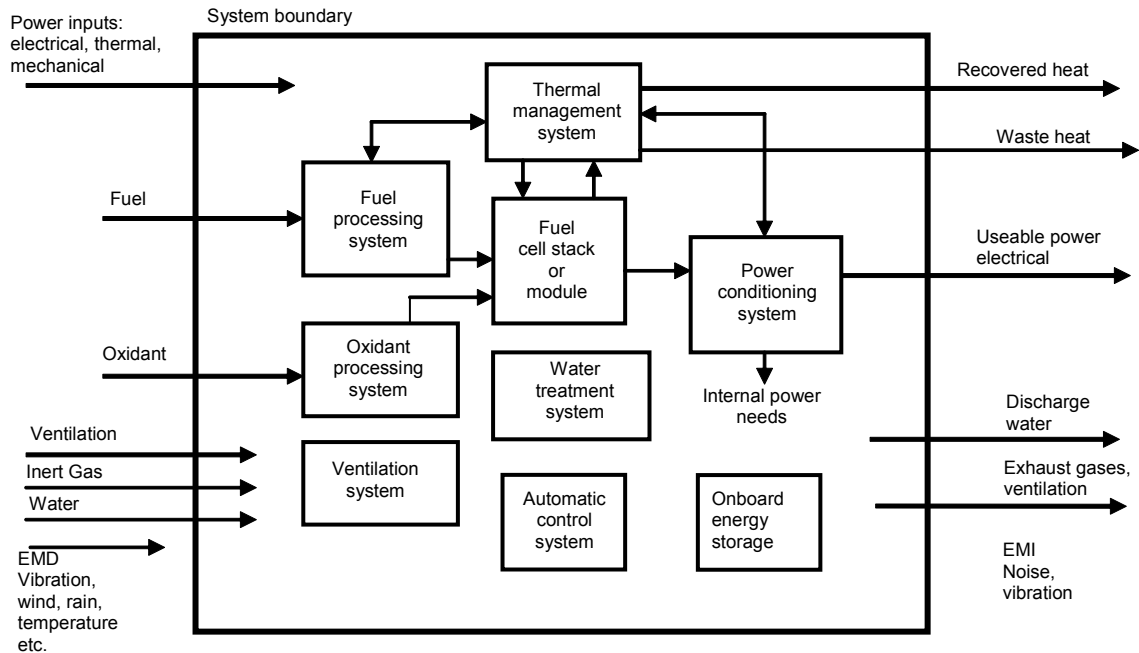 System boundary
Power inputs:
electrical, thermal,
mechanical
Thermal
management
system
Recovered heat
Waste heat
Fuel
Fuel
processing
system
Fuel
cell stack
or
module
Useable power
electrical
Power
conditioning
system
Oxidant
Oxidant
processing
system
Water
treatment
system
Internal power
needs
Discharge
water
Ventilation
Inert Gas
Water
Ventilation
system
Automatic
control
system
Onboard
energy
storage
Exhaust gases,
ventilation
EMD
Vibration,
wind, rain,
temperature
etc.
EMI
Noise,
vibration